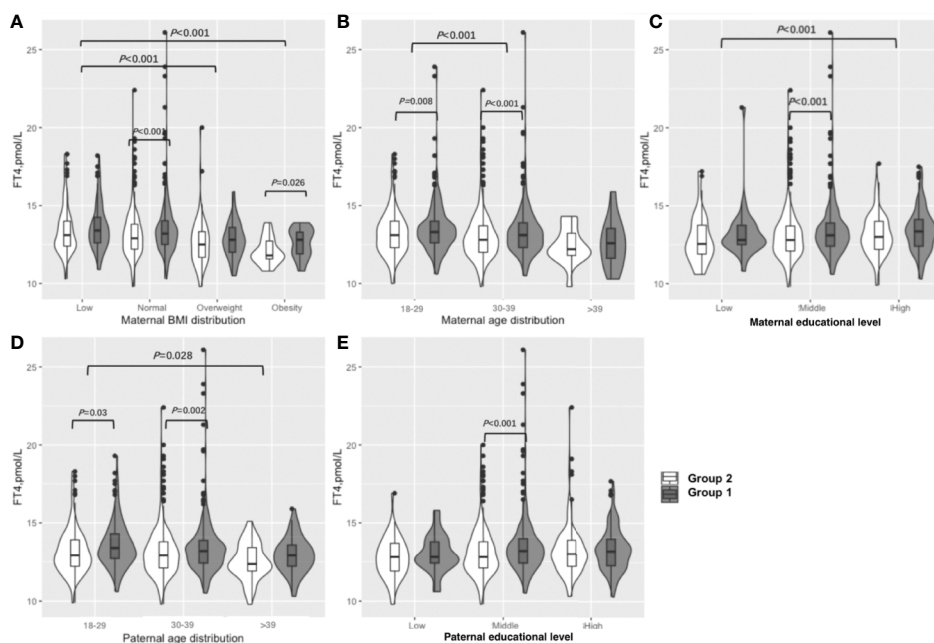 A
P<0.001
P<0.001
P<0.001
P=0.026
FT4,pmol/L
25
20
15
10
Low
Normal
Overweight
Obesity
Maternal BMI distribution
B
P<0.001
P=0.008
P<0.001
FT4,pmol/L
25
20
15
10
18-29
30-39
>39
Maternal age distribution
C
P<0.001
P<0.001
FT4,pmol/L
25
20
15
10
Low
Middle
High
Maternal educational level
D
P=0.028
P=0.03
P=0.002
FT4,pmol/L
25
20
15
10
18-29
30-39
>39
Paternal age distribution
E
P<0.001
FT4,pmol/L
25
20
15
10
Low
Middle
High
Paternal educational level
Group 2
Group 1